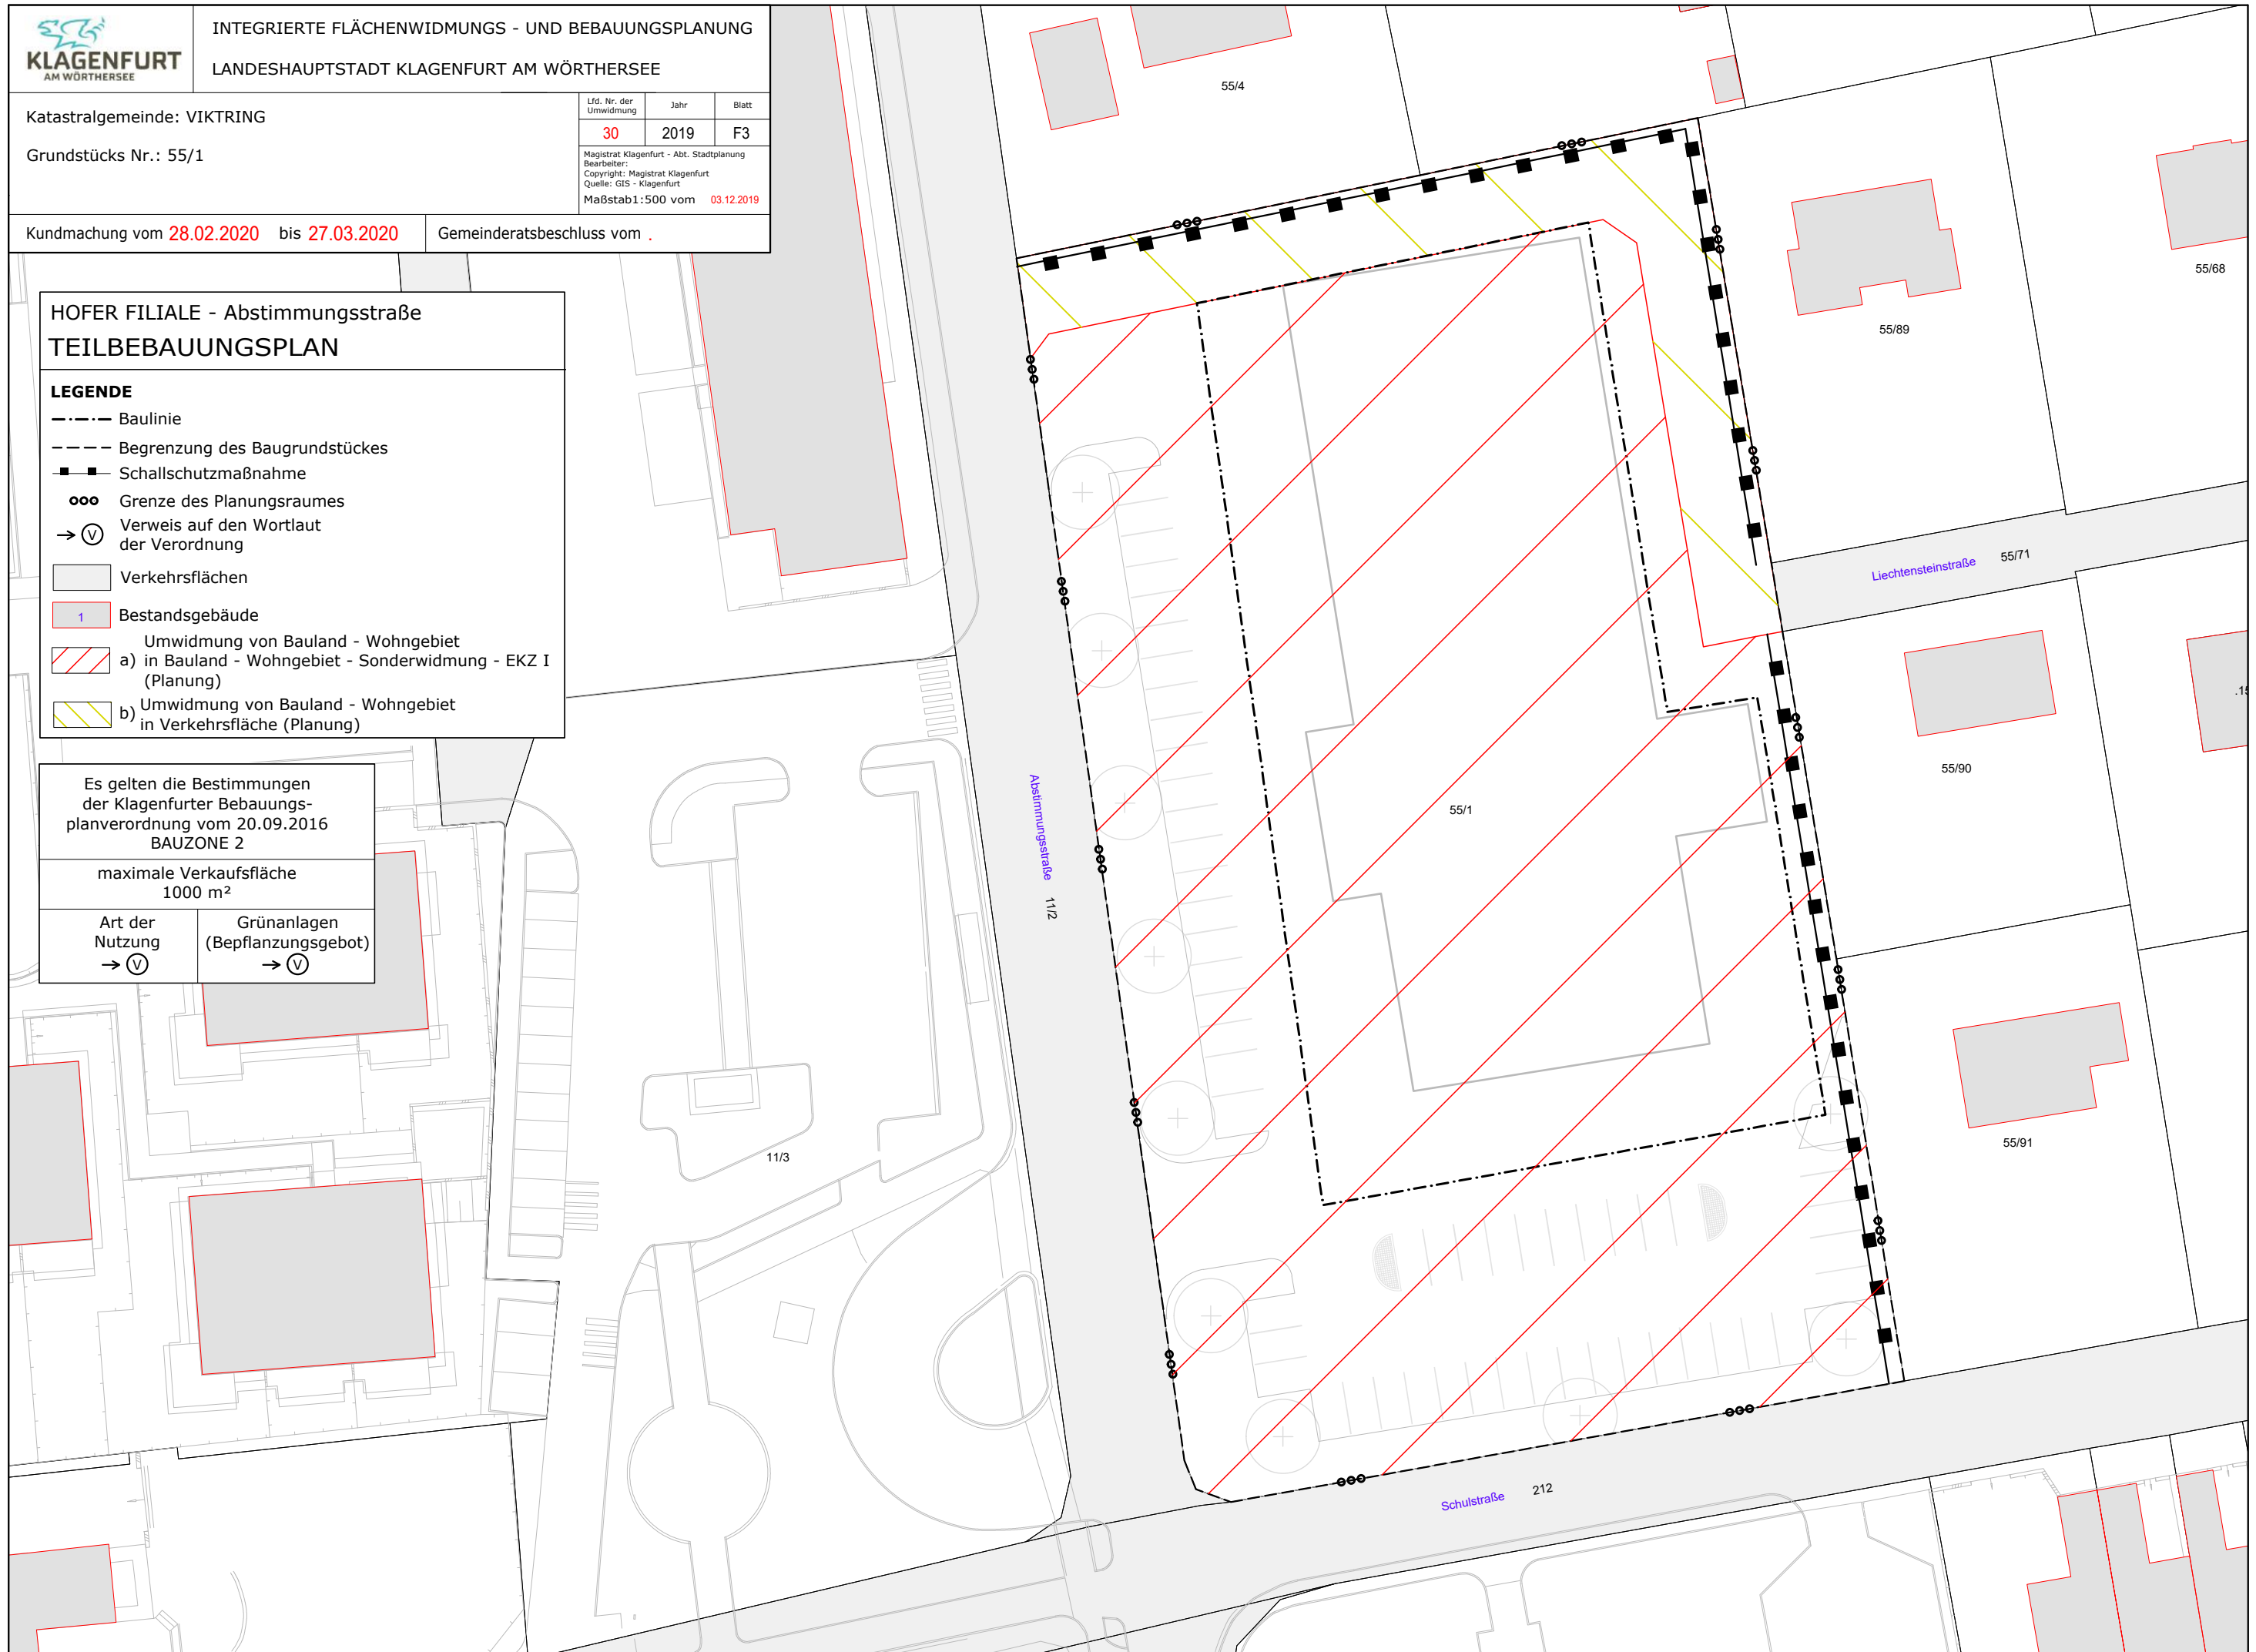 KLAGENFURT
AM WÖRTHERSEE
INTEGRIERTE FLÄCHENWIDMUNGS - UND BEBAUUNGSPLANUNG
LANDESHAUPTSTADT KLAGENFURT AM WÖRTHERSEE
Katastralgemeinde: VIKTRING
Grundstücks Nr.: 55/1
Lfd. Nr. der
Umwidmung
Jahr
Blatt
30
2019
F3
Magistrat Klagenfurt - Abt. Stadtplanung
Bearbeiter:
Copyright: Magistrat Klagenfurt
Quelle: GIS - Klagenfurt
Maßstab1:500 vom 03.12.2019
Kundmachung vom 28.02.2020 bis 27.03.2020
Gemeinderatsbeschluss vom .
HOFER FILIALE - Abstimmungsstraße
TEILBEBAUUNGSPLAN
LEGENDE
Baulinie
Begrenzung des Baugrundstückes
Schallschutzmaßnahme
Grenze des Planungsraumes
→ V Verweis auf den Wortlaut
der Verordnung
Verkehrsflächen
1 Bestandsgebäude
Umwidmung von Bauland - Wohngebiet
a) in Bauland - Wohngebiet - Sonderwidmung - EKZ I
(Planung)
b) Umwidmung von Bauland - Wohngebiet
in Verkehrsfläche (Planung)
Es gelten die Bestimmungen
der Klagenfurter Bebauungs-
planverordnung vom 20.09.2016
BAUZONE 2
maximale Verkaufsfläche
1000 m²
Art der
Nutzung
→ V
Grünanlagen
(Bepflanzungsgebot)
→ V
55/4
55/68
55/89
Liechtensteinstraße 55/71
.15
55/90
55/1
Abstimmungsstraße 11/2
55/91
11/3
Schulstraße 212